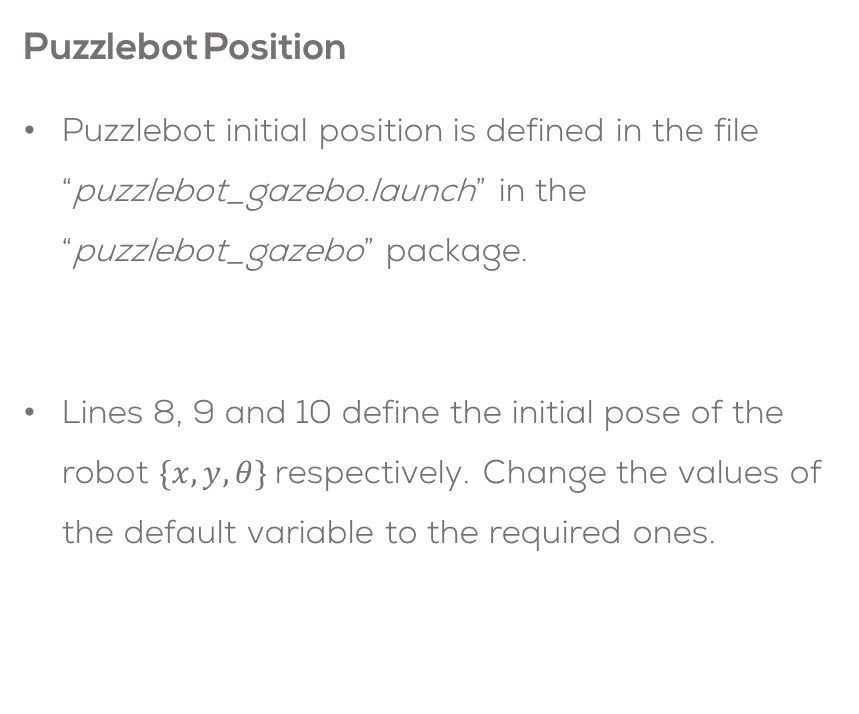 Puzzlebot Position
• Puzzlebot initial position is defined in the file
“puzzlebot_gazebo.launch” in the
“puzzlebot_gazebo” package.
• Lines 8, 9 and 10 define the initial pose of the
robot {x, y, θ} respectively. Change the values of
the default variable to the required ones.